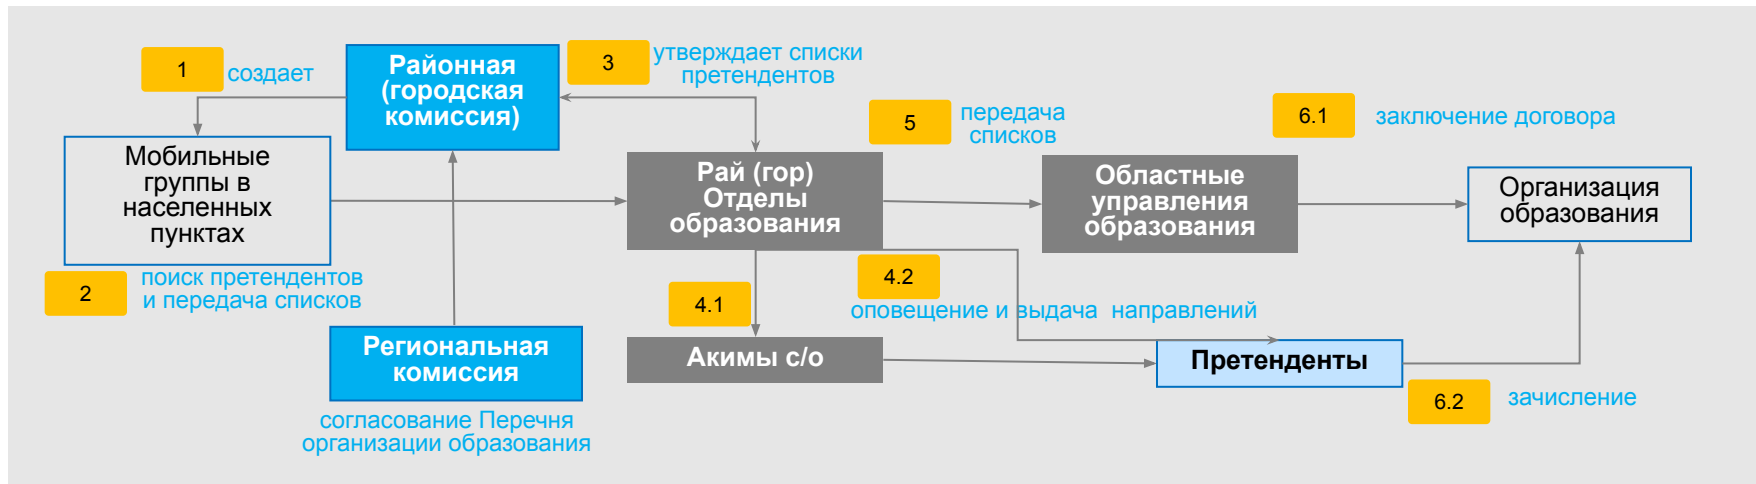 1
создает
Районная
(городская
комиссия)
3
утверждает списки
претендентов
5
передача
списков
6.1
заключение договора
Мобильные
группы в
населенных
пунктах
Рай (гор)
Отделы
образования
Областные
управления
образования
Организация
образования
2
поиск претендентов
и передача списков
4.1
4.2
оповещение и выдача  направлений
Региональная
комиссия
Акимы с/о
Претенденты
6.2
зачисление
согласование Перечня
организации образования